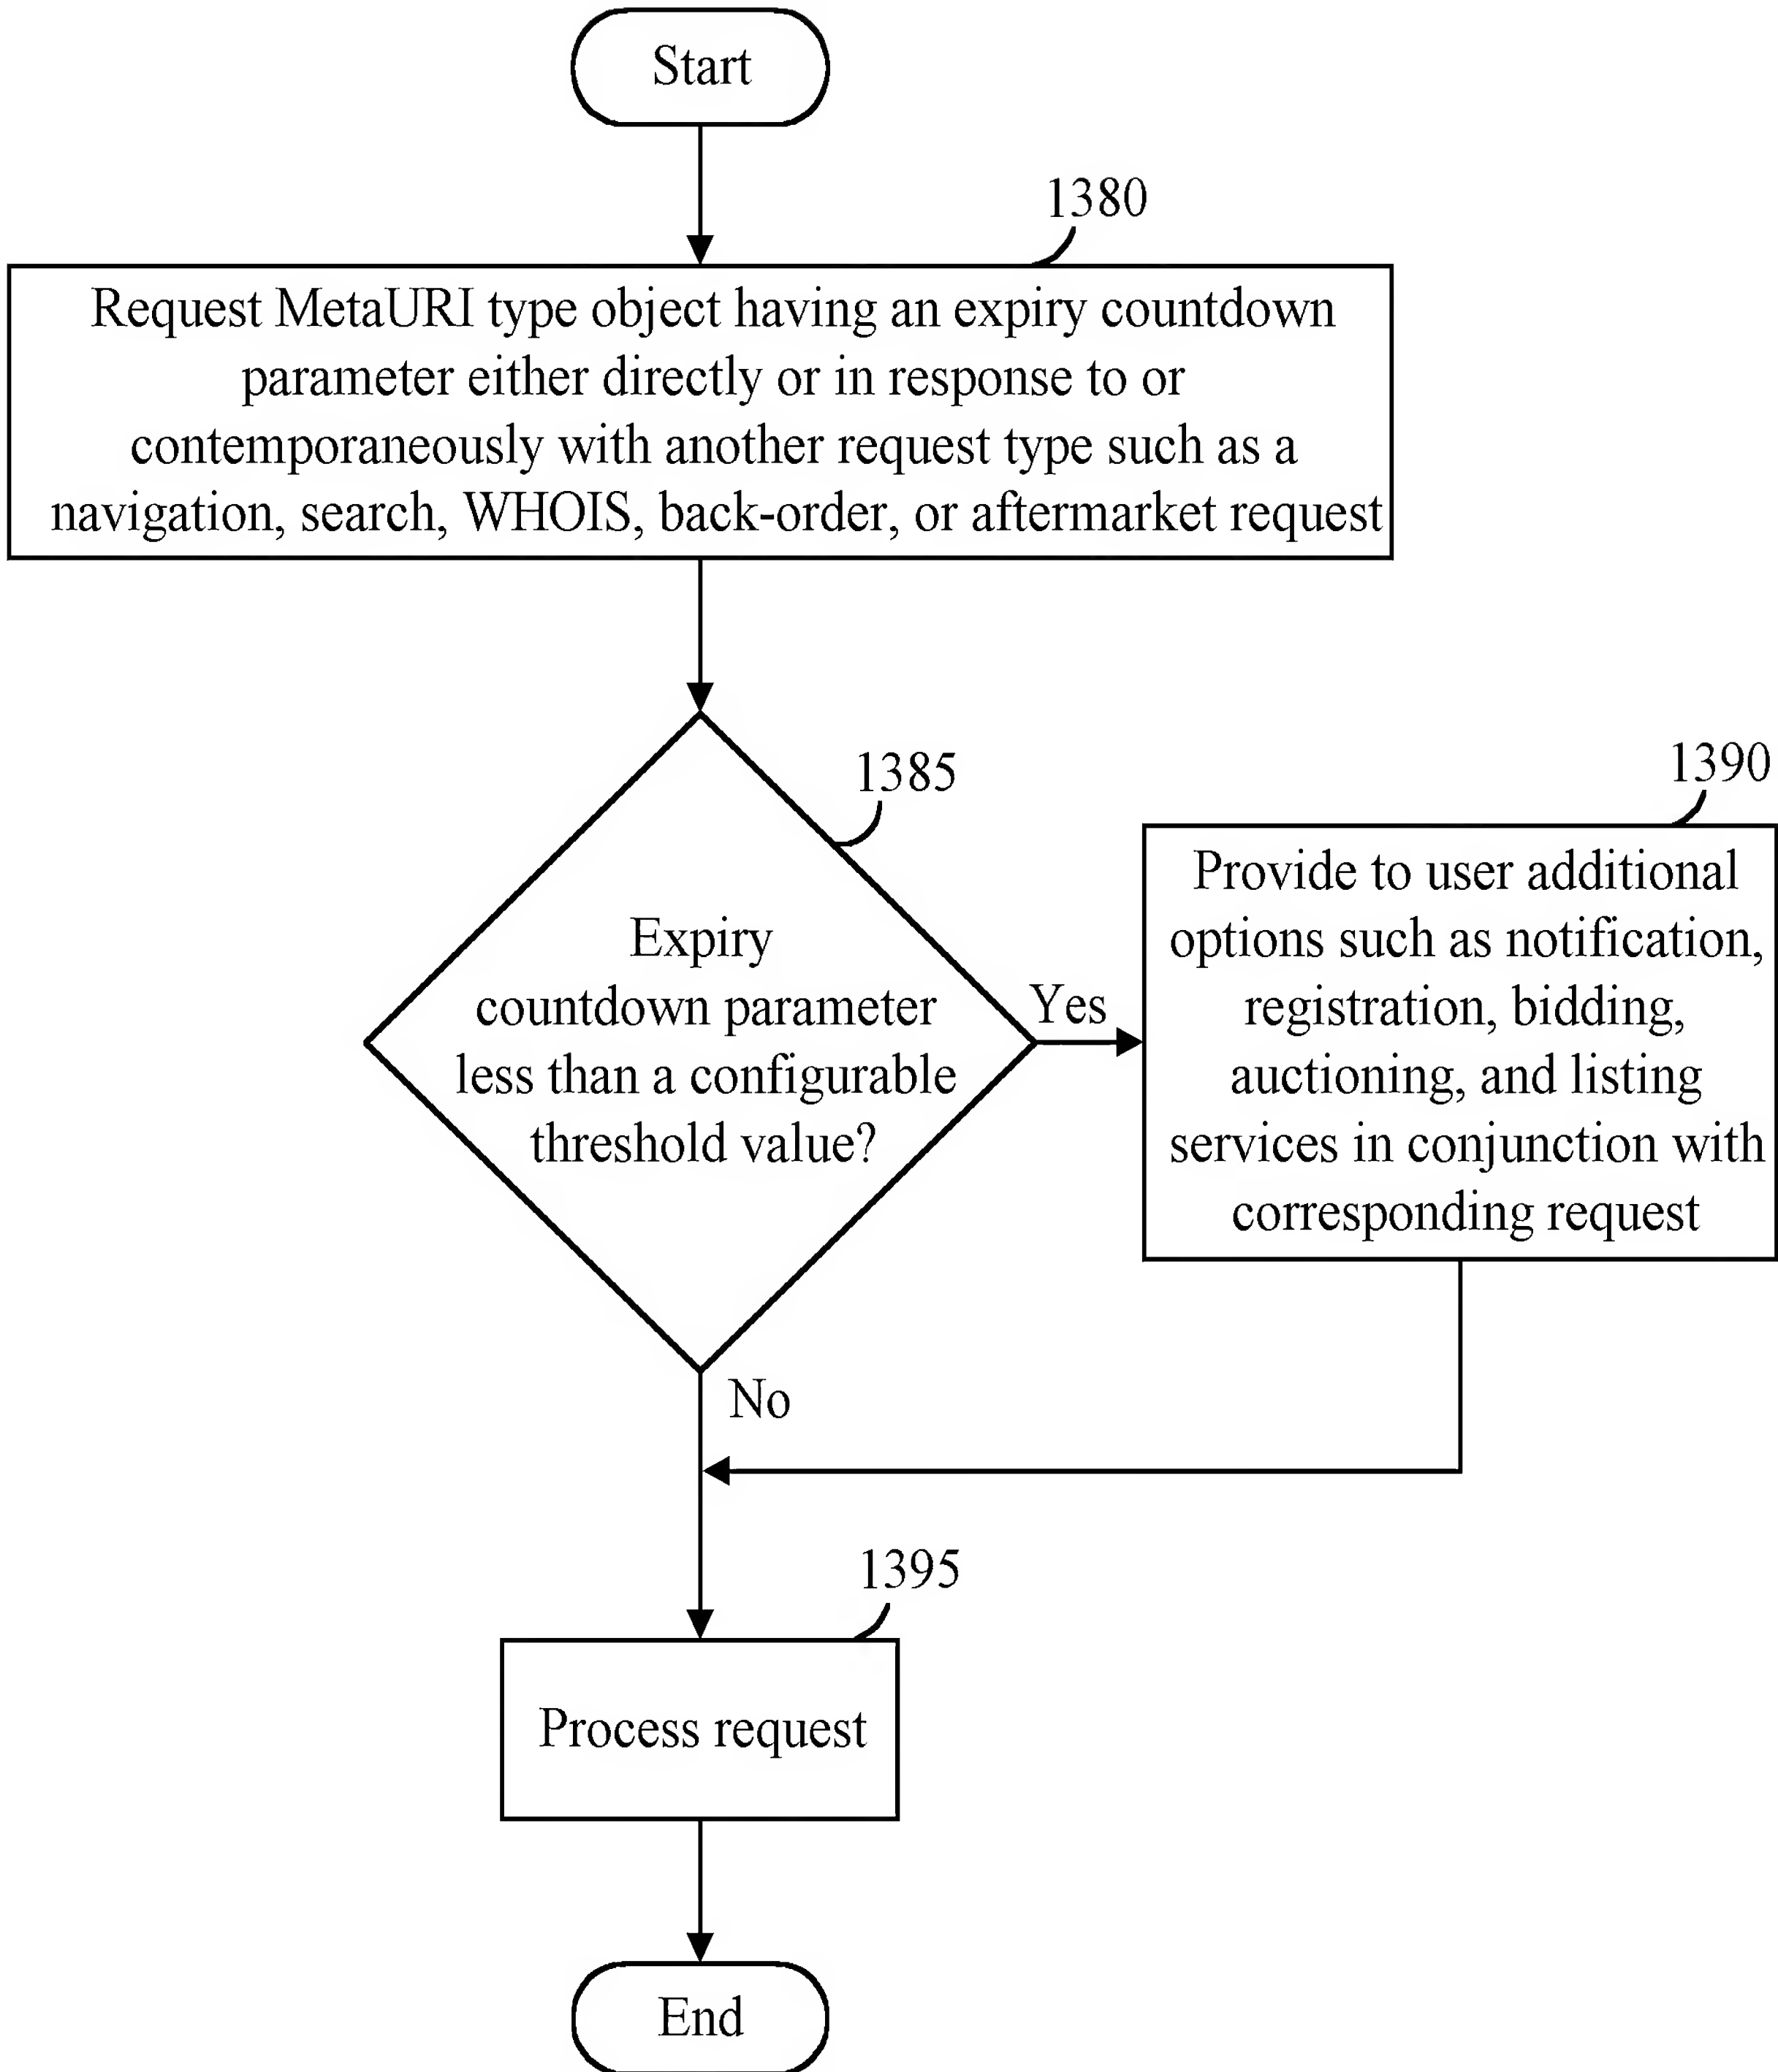 Start
1380
Request MetaURI type object having an expiry countdown
parameter either directly or in response to or
contemporaneously with another request type such as a
navigation, search, WHOIS, back-order, or aftermarket request
1385
Expiry
countdown parameter
less than a configurable
threshold value?
Yes
1390
Provide to user additional
options such as notification,
registration, bidding,
auctioning, and listing
services in conjunction with
corresponding request
No
1395
Process request
End